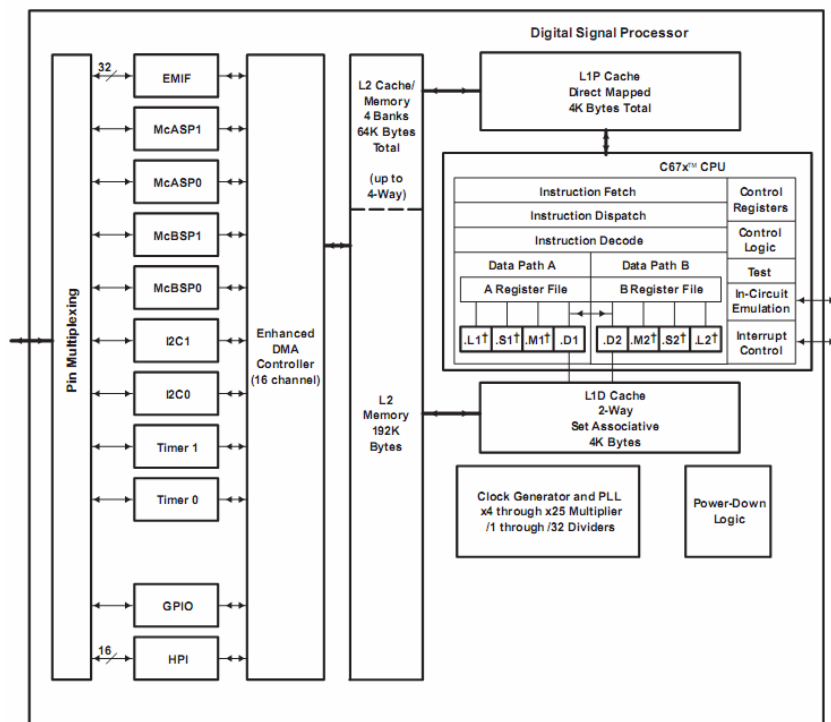 Digital Signal Processor
Pin Multiplexing
32
EMIF
McASP1
McASP0
McBSP1
McBSP0
I2C1
I2C0
Timer 1
Timer 0
GPIO
16
HPI
Enhanced
DMA
Controller
(16 channel)
L2 Cache/
Memory
4 Banks
64K Bytes
Total
(up to
4-Way)
L2
Memory
192K
Bytes
L1P Cache
Direct Mapped
4K Bytes Total
C67x™ CPU
Instruction Fetch
Instruction Dispatch
Instruction Decode
Data Path A
Data Path B
A Register File
B Register File
.L1†
.S1†
.M1†
.D1
.D2
.M2†
.S2†
.L2†
Control
Registers
Control
Logic
Test
In-Circuit
Emulation
Interrupt
Control
L1D Cache
2-Way
Set Associative
4K Bytes
Clock Generator and PLL
x4 through x25 Multiplier
/1 through /32 Dividers
Power-Down
Logic